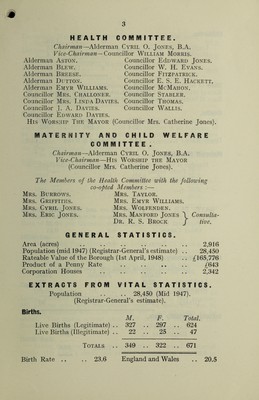 3
HEALTH COMMITTEE.
Chairman—Alderman CYRIL O. JONES, B.A.
Vice-Chairman—Councillor WILLIAM MORRIS.
Alderman ASTON. Councillor EDWARD JONES.
Alderman BLEW. Councillor W. H. EVANS.
Alderman BREESE. Councillor FITZPATRICK.
Alderman DUTTON. Councillor E. S. E. HACKETT.
Alderman EMYR WILLIAMS. Councillor MCMAHON.
Councillor MRS. CHALLONER. Councillor STABLER.
Councillor MRS. LINDA DAVIES. Councillor THOMAS.
Councillor J. A. DAVIES. Councillor WALLIS.
Councillor EDWARD DAVIES.
HIS WORSHIP THE MAYOR (Councillor Mrs. Catherine Jones).
MATERNITY AND CHILD WELFARE
COMMITTEE.
Chairman—Alderman CYRIL O. JONES, B.A.
Vice-Chairman—HIS WORSHIP THE MAYOR
(Councillor Mrs. Catherine Jones).
The Members of the Health Committee with the following
co-opted Members :—
MRS. BURROWS. MRS. TAYLOR.
MRS. GRIFFITHS. MRS. EMYR WILLIAMS.
MRS. CYRIL JONES. MRS. WOLFENDEN.
MRS. ERIC JONES. MRS. MANFORD JONES } Consulta-
DR. R. S. BROCK } tive.
GENERAL STATISTICS.
Area (acres) .. .. .. .. .. 2,916
Population (mid 1947) (Registrar-General's estimate) .. 28,450
Rateable Value of the Borough (1st April, 1948) .. £165,776
Product of a Penny Rate .. .. .. £643
Corporation Houses .. .. .. .. 2,342
EXTRACTS FROM VITAL STATISTICS.
Population .. .. 28,450 (Mid 1947).
(Registrar-General's estimate).
Births.
M. F. Total.
Live Births (Legitimate) .. 327 .. 297 .. 624
Live Births (Illegitimate) .. 22 .. 25 .. 47
TOTALS .. 349 .. 322 .. 671
Birth Rate .. .. 23.6 England and Wales .. 20.5